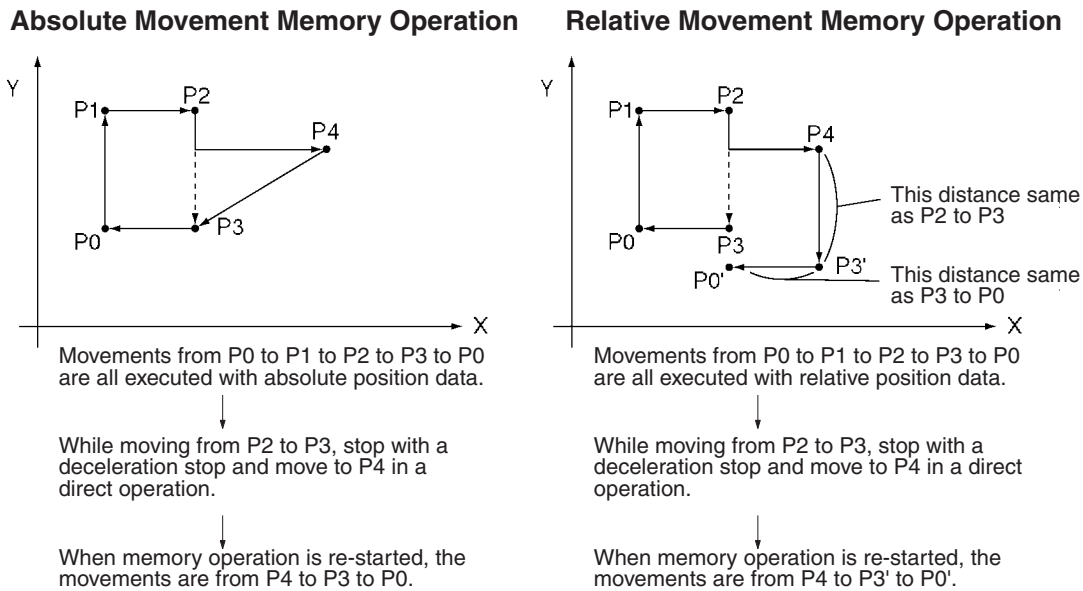 Absolute Movement Memory Operation
Y
P1
P2
P4
P0
P3
X
Movements from P0 to P1 to P2 to P3 to P0
are all executed with absolute position data.
While moving from P2 to P3, stop with a
deceleration stop and move to P4 in a
direct operation.
When memory operation is re-started, the
movements are from P4 to P3 to P0.
Relative Movement Memory Operation
Y
P1
P2
P4
This distance same
as P2 to P3
P0
P3
P0'
P3'
This distance same
as P3 to P0
X
Movements from P0 to P1 to P2 to P3 to P0
are all executed with relative position data.
While moving from P2 to P3, stop with a
deceleration stop and move to P4 in a direct
operation.
When memory operation is re-started, the
movements are from P4 to P3' to P0'.